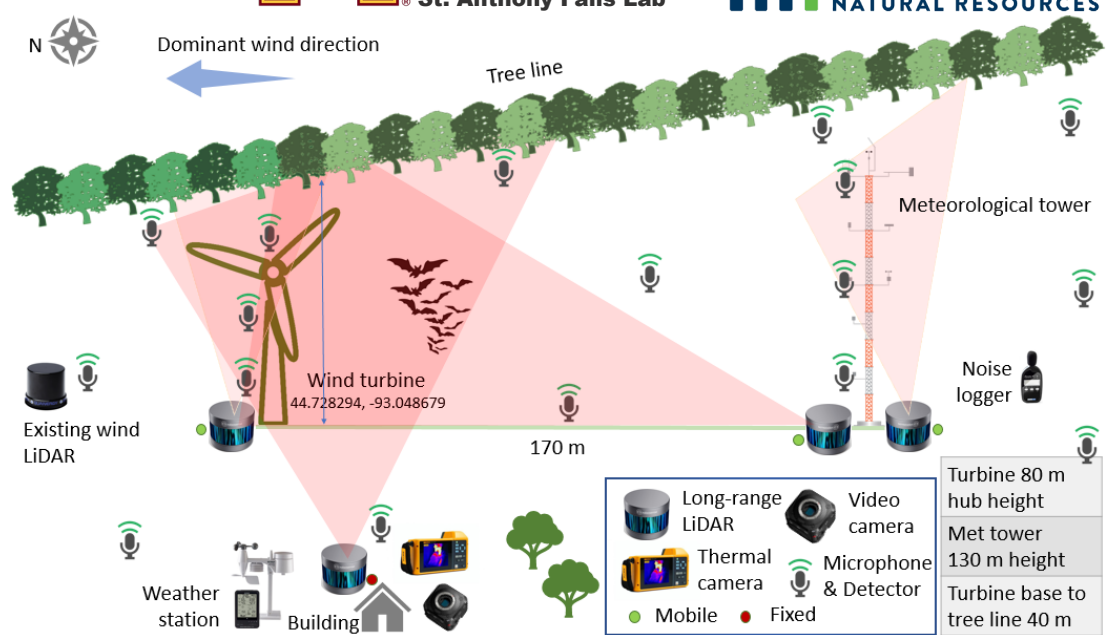 St. Anthony Falls Lab
NATURAL RESOURCES
N
Dominant wind direction
Tree line
Meteorological tower
Wind turbine
44.728294, -93.048679
Noise
logger
Existing wind
LiDAR
170 m
Turbine 80 m
hub height
Met tower
130 m height
Turbine base to
tree line 40 m
Long-range
LiDAR
Video
camera
Thermal
camera
Microphone
& Detector
Mobile
Fixed
Weather
station
Building